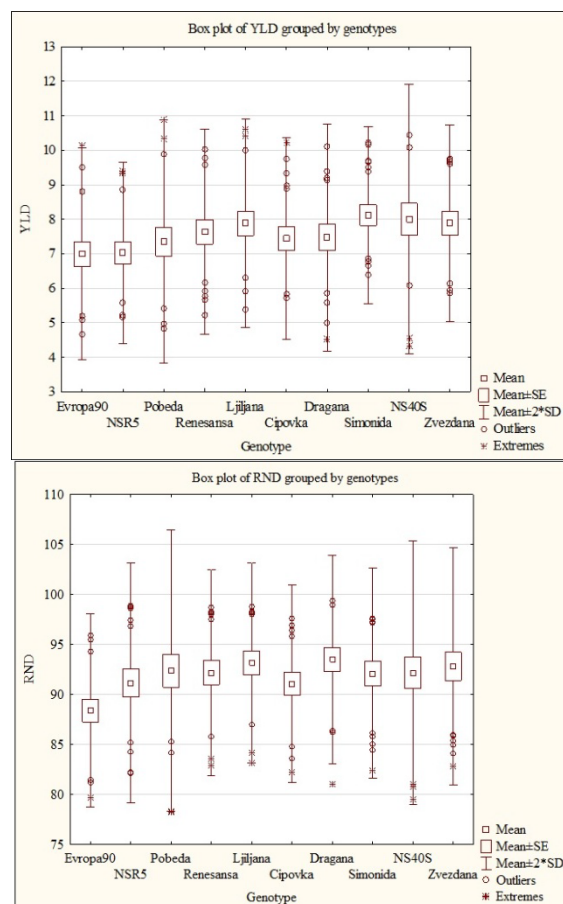 Box plot of YLD grouped by genotypes
13
12
11
10
9
8
7
6
5
4
3
YLD
Evropa90 Pobeda Ljiljana Dragana NS40S
NSR5 Renesansa Cipovka Simonida Zvezdana
Genotype
Mean
Mean±SE
Mean±2*SD
Outliers
Extremes
Box plot of RND grouped by genotypes
110
105
100
95
90
85
80
75
RND
Evropa90 Pobeda Ljiljana Dragana NS40S
NSR5 Renesansa Cipovka Simonida Zvezdana
Genotype
Mean
Mean±SE
Mean±2*SD
Outliers
Extremes